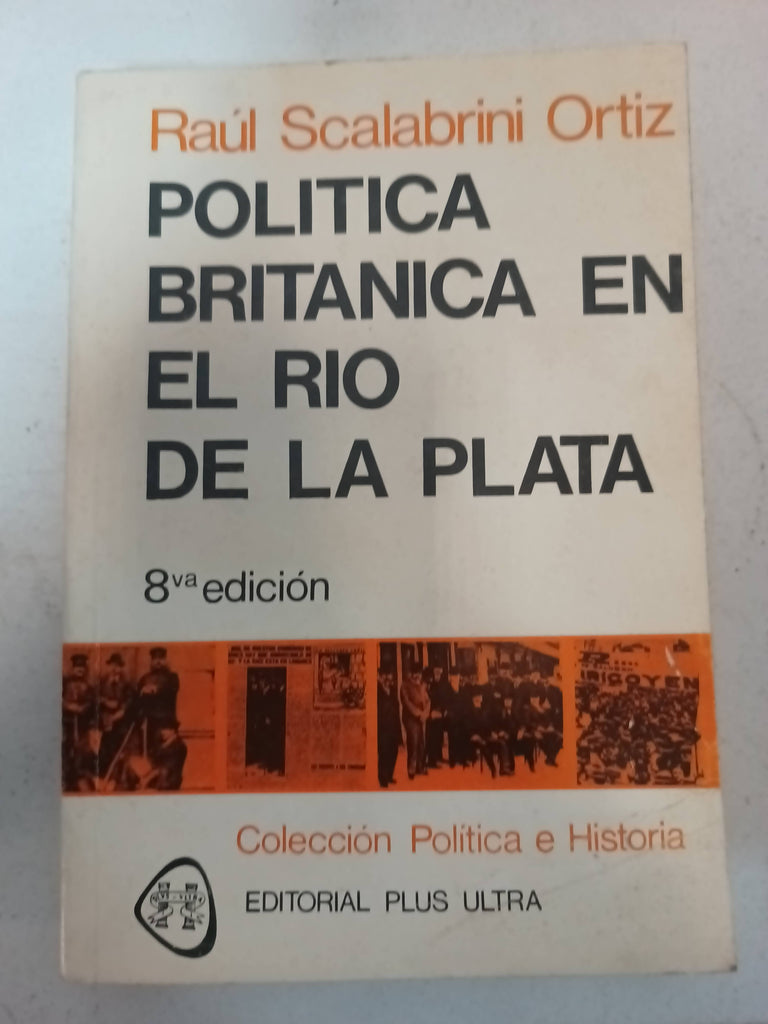 Raúl Scalabrini Ortiz
POLITICA
BRITANICA EN
EL RIO
DE LA PLATA
8va edición
IRIGOYEN
Colección Política e Historia
EDITORIAL PLUS ULTRA